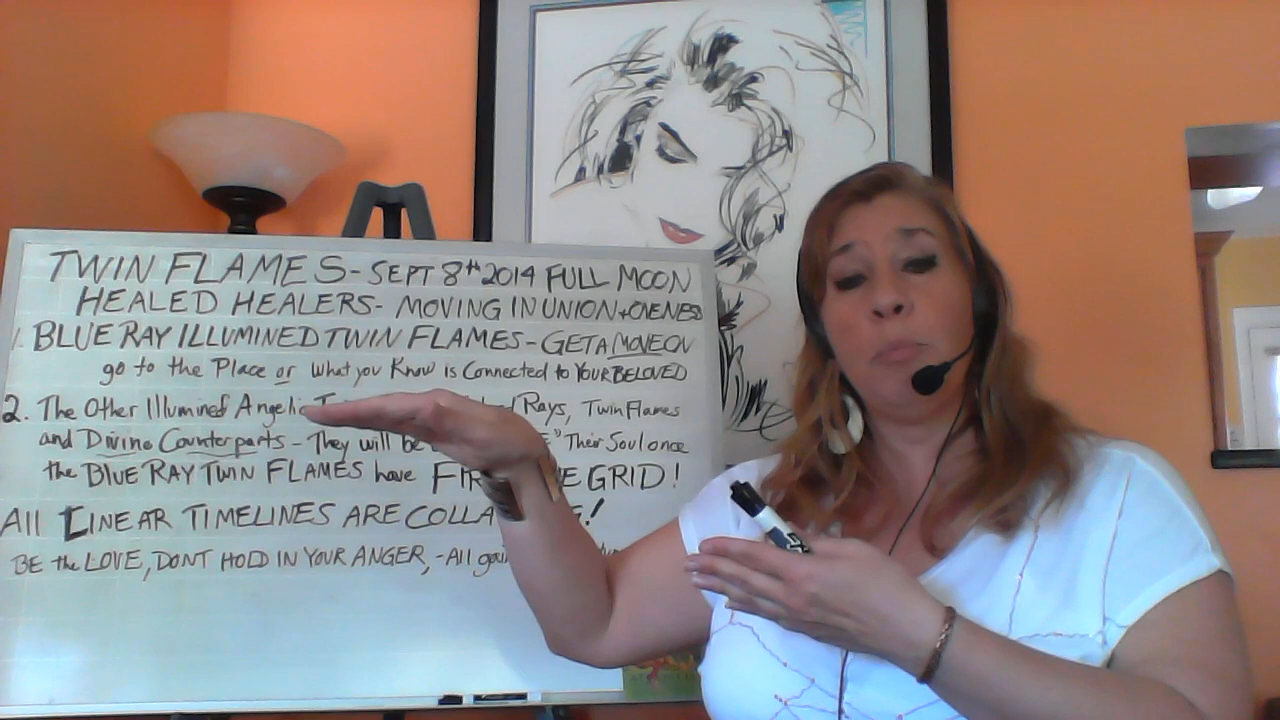 TWIN FLAMES-SEPT 8th 2014 FULL MOON
HEALED HEALERS- MOVING IN UNION+ONENESS
1. BLUE RAY ILLUMINED TWIN FLAMES - GET A MOVE ON
go to the Place or what you Know is Connected to YOUR BELOVED
2. The Other Illumined Angelic Rays, Twin Flames
and Divine Counterparts - They will be Their Soul once
the BLUE RAY TWIN FLAMES have GRID!
All LINEAR TIMELINES ARE
BE the LOVE, DONT HOLD IN YOUR ANGER, - All